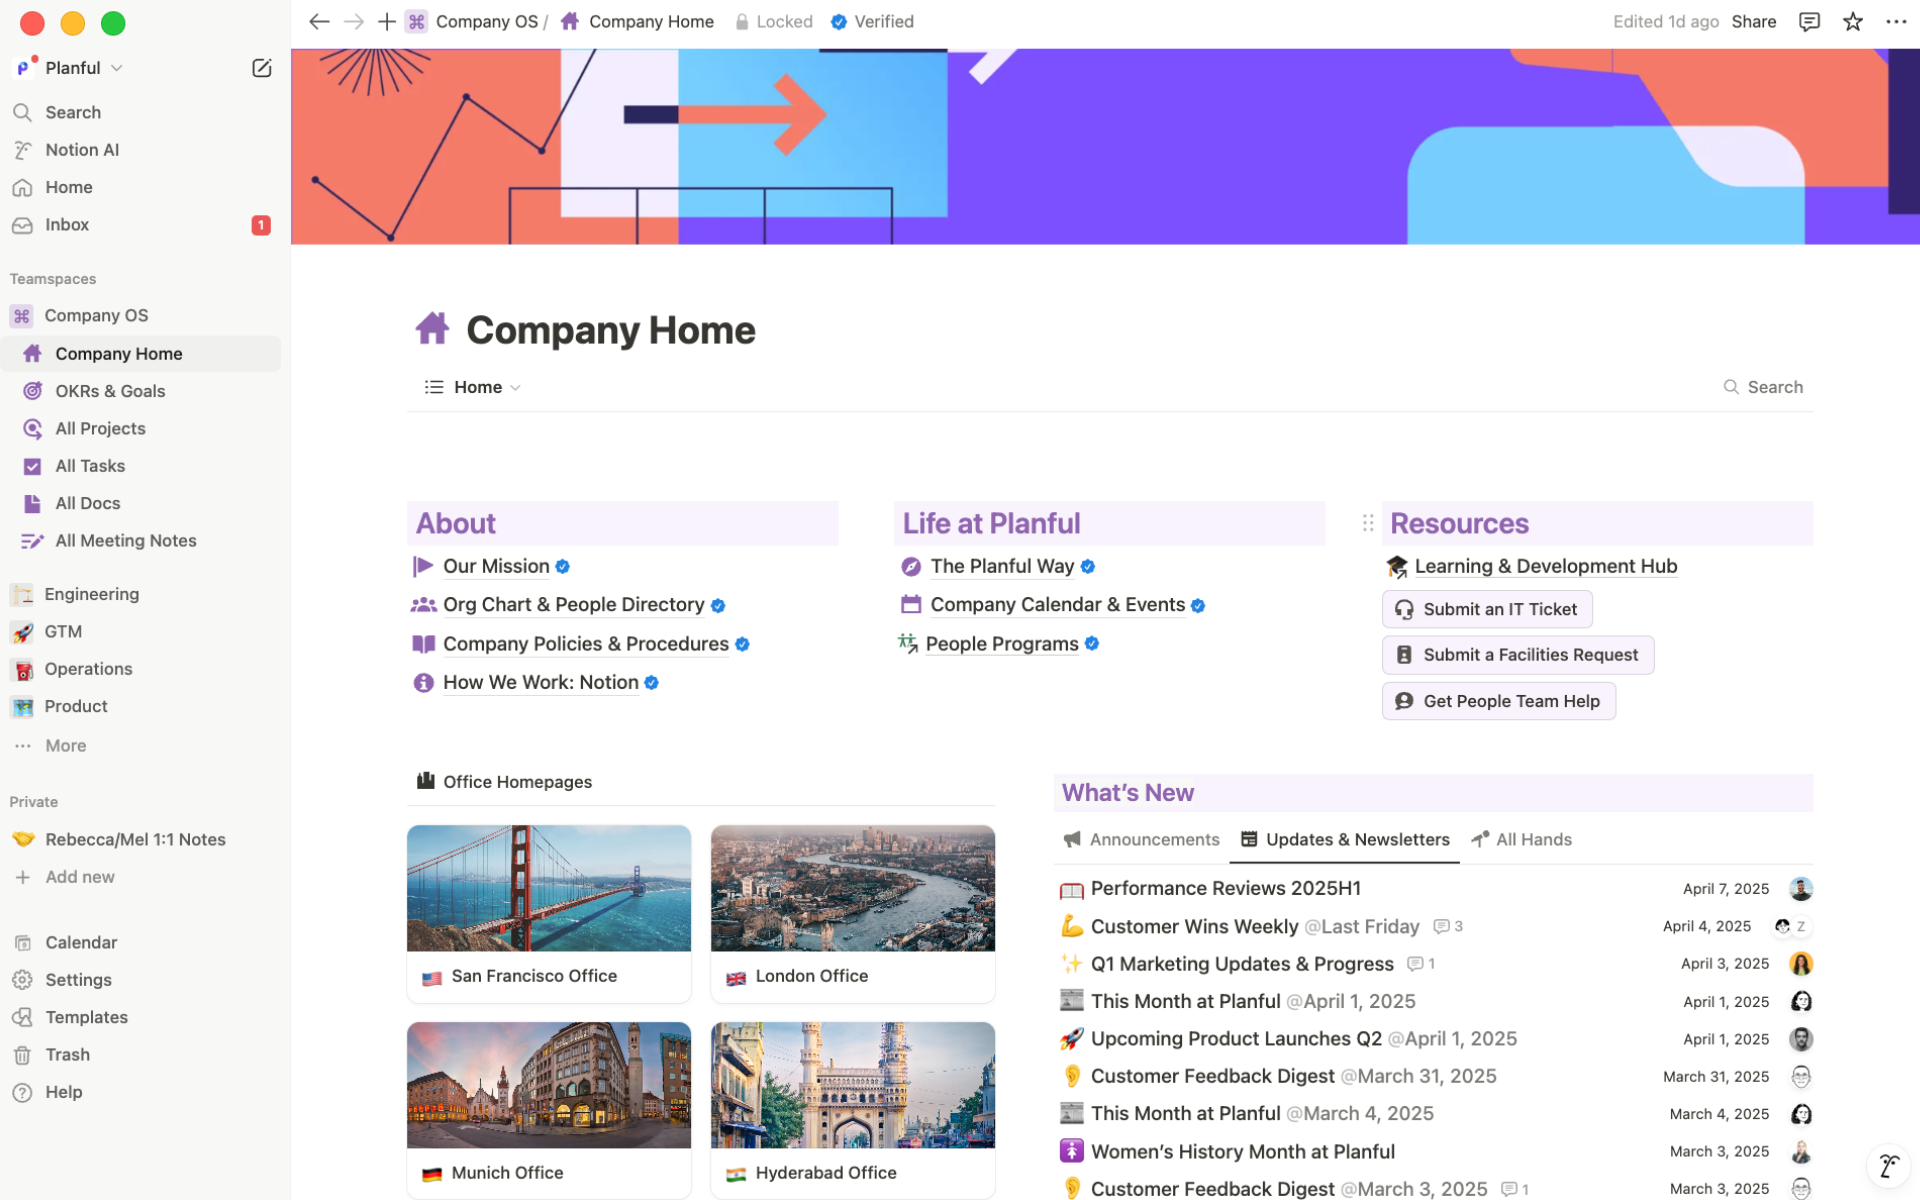 Company OS / Company Home Locked Verified Edited 1d ago Share
Planful
Search
Notion AI
Home
Inbox 1
Teamspaces
Company OS
Company Home
OKRs & Goals
All Projects
All Tasks
All Docs
All Meeting Notes
Engineering
GTM
Operations
Product
More
Private
Rebecca/Mel 1:1 Notes
Add new
Calendar
Settings
Templates
Trash
Help
Company Home
Home
Search
About
Our Mission
Org Chart & People Directory
Company Policies & Procedures
How We Work: Notion
Life at Planful
The Planful Way
Company Calendar & Events
People Programs
Resources
Learning & Development Hub
Submit an IT Ticket
Submit a Facilities Request
Get People Team Help
Office Homepages
San Francisco Office
London Office
Munich Office
Hyderabad Office
What’s New
Announcements Updates & Newsletters All Hands
Performance Reviews 2025H1 April 7, 2025
Customer Wins Weekly @Last Friday 3 April 4, 2025 Z
Q1 Marketing Updates & Progress 1 April 3, 2025
This Month at Planful @April 1, 2025 April 1, 2025
Upcoming Product Launches Q2 @April 1, 2025 April 1, 2025
Customer Feedback Digest @March 31, 2025 March 31, 2025
This Month at Planful @March 4, 2025 March 4, 2025
Women’s History Month at Planful March 3, 2025
Customer Feedback Digest @March 3, 2025 1 March 3, 2025